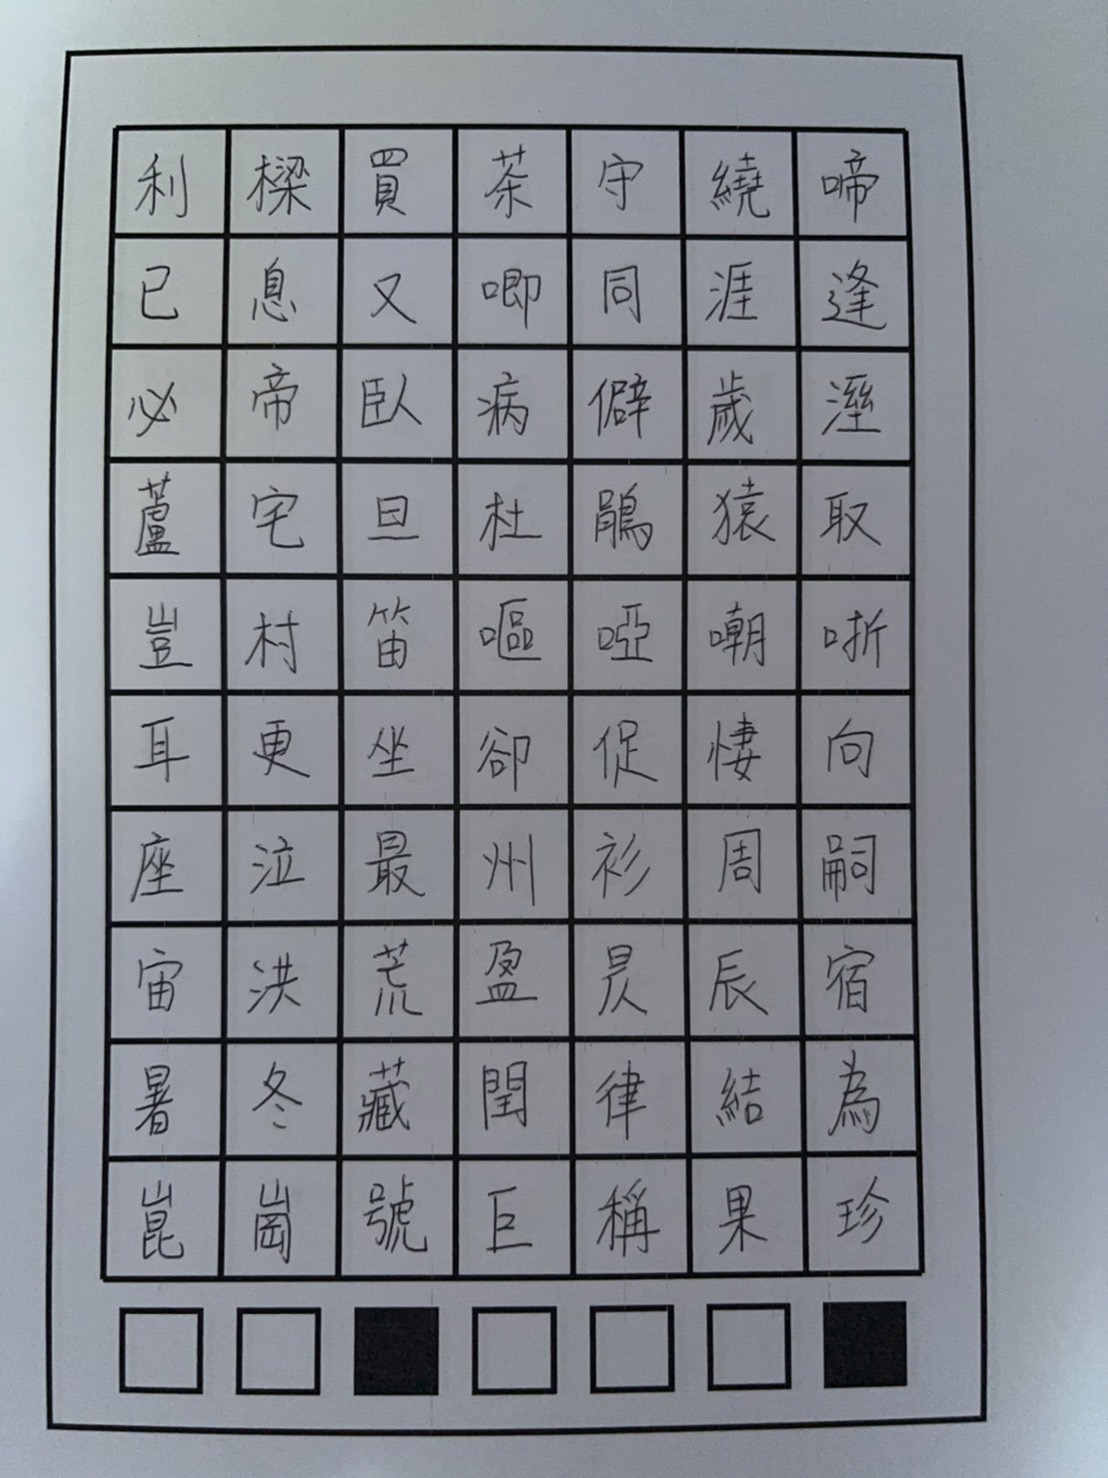 利樑買茶守繞啼
已息又唧同涯逢
必帝臥病僻歲溼
蘆宅旦杜鵑猿取
豈村笛嘔啞嘲哳
耳更坐卻促悽向
座泣最州衫周嗣
宙洪荒盈昃辰宿
暑冬藏閏律結為
崑崗號巨稱果珍